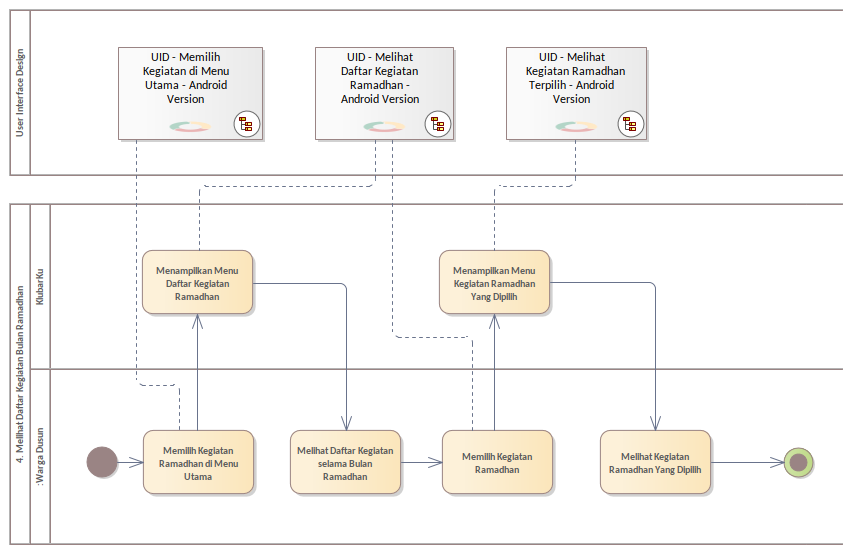 User Interface Design
UID - Memilih
Kegiatan di Menu
Utama - Android
Version
UID - Melihat
Daftar Kegiatan
Ramadhan -
Android Version
UID - Melihat
Kegiatan Ramadhan
Terpilih - Android
Version
4. Melihat Daftar Kegiatan Bulan Ramadhan
KlubarKu
Menampilkan Menu
Daftar Kegiatan
Ramadhan
Menampilkan Menu
Kegiatan Ramadhan
Yang Dipilih
:Warga Dusun
Memilih Kegiatan
Ramadhan di Menu
Utama
Melihat Daftar Kegiatan
selama Bulan
Ramadhan
Memilih Kegiatan
Ramadhan
Melihat Kegiatan
Ramadhan Yang Dipilih